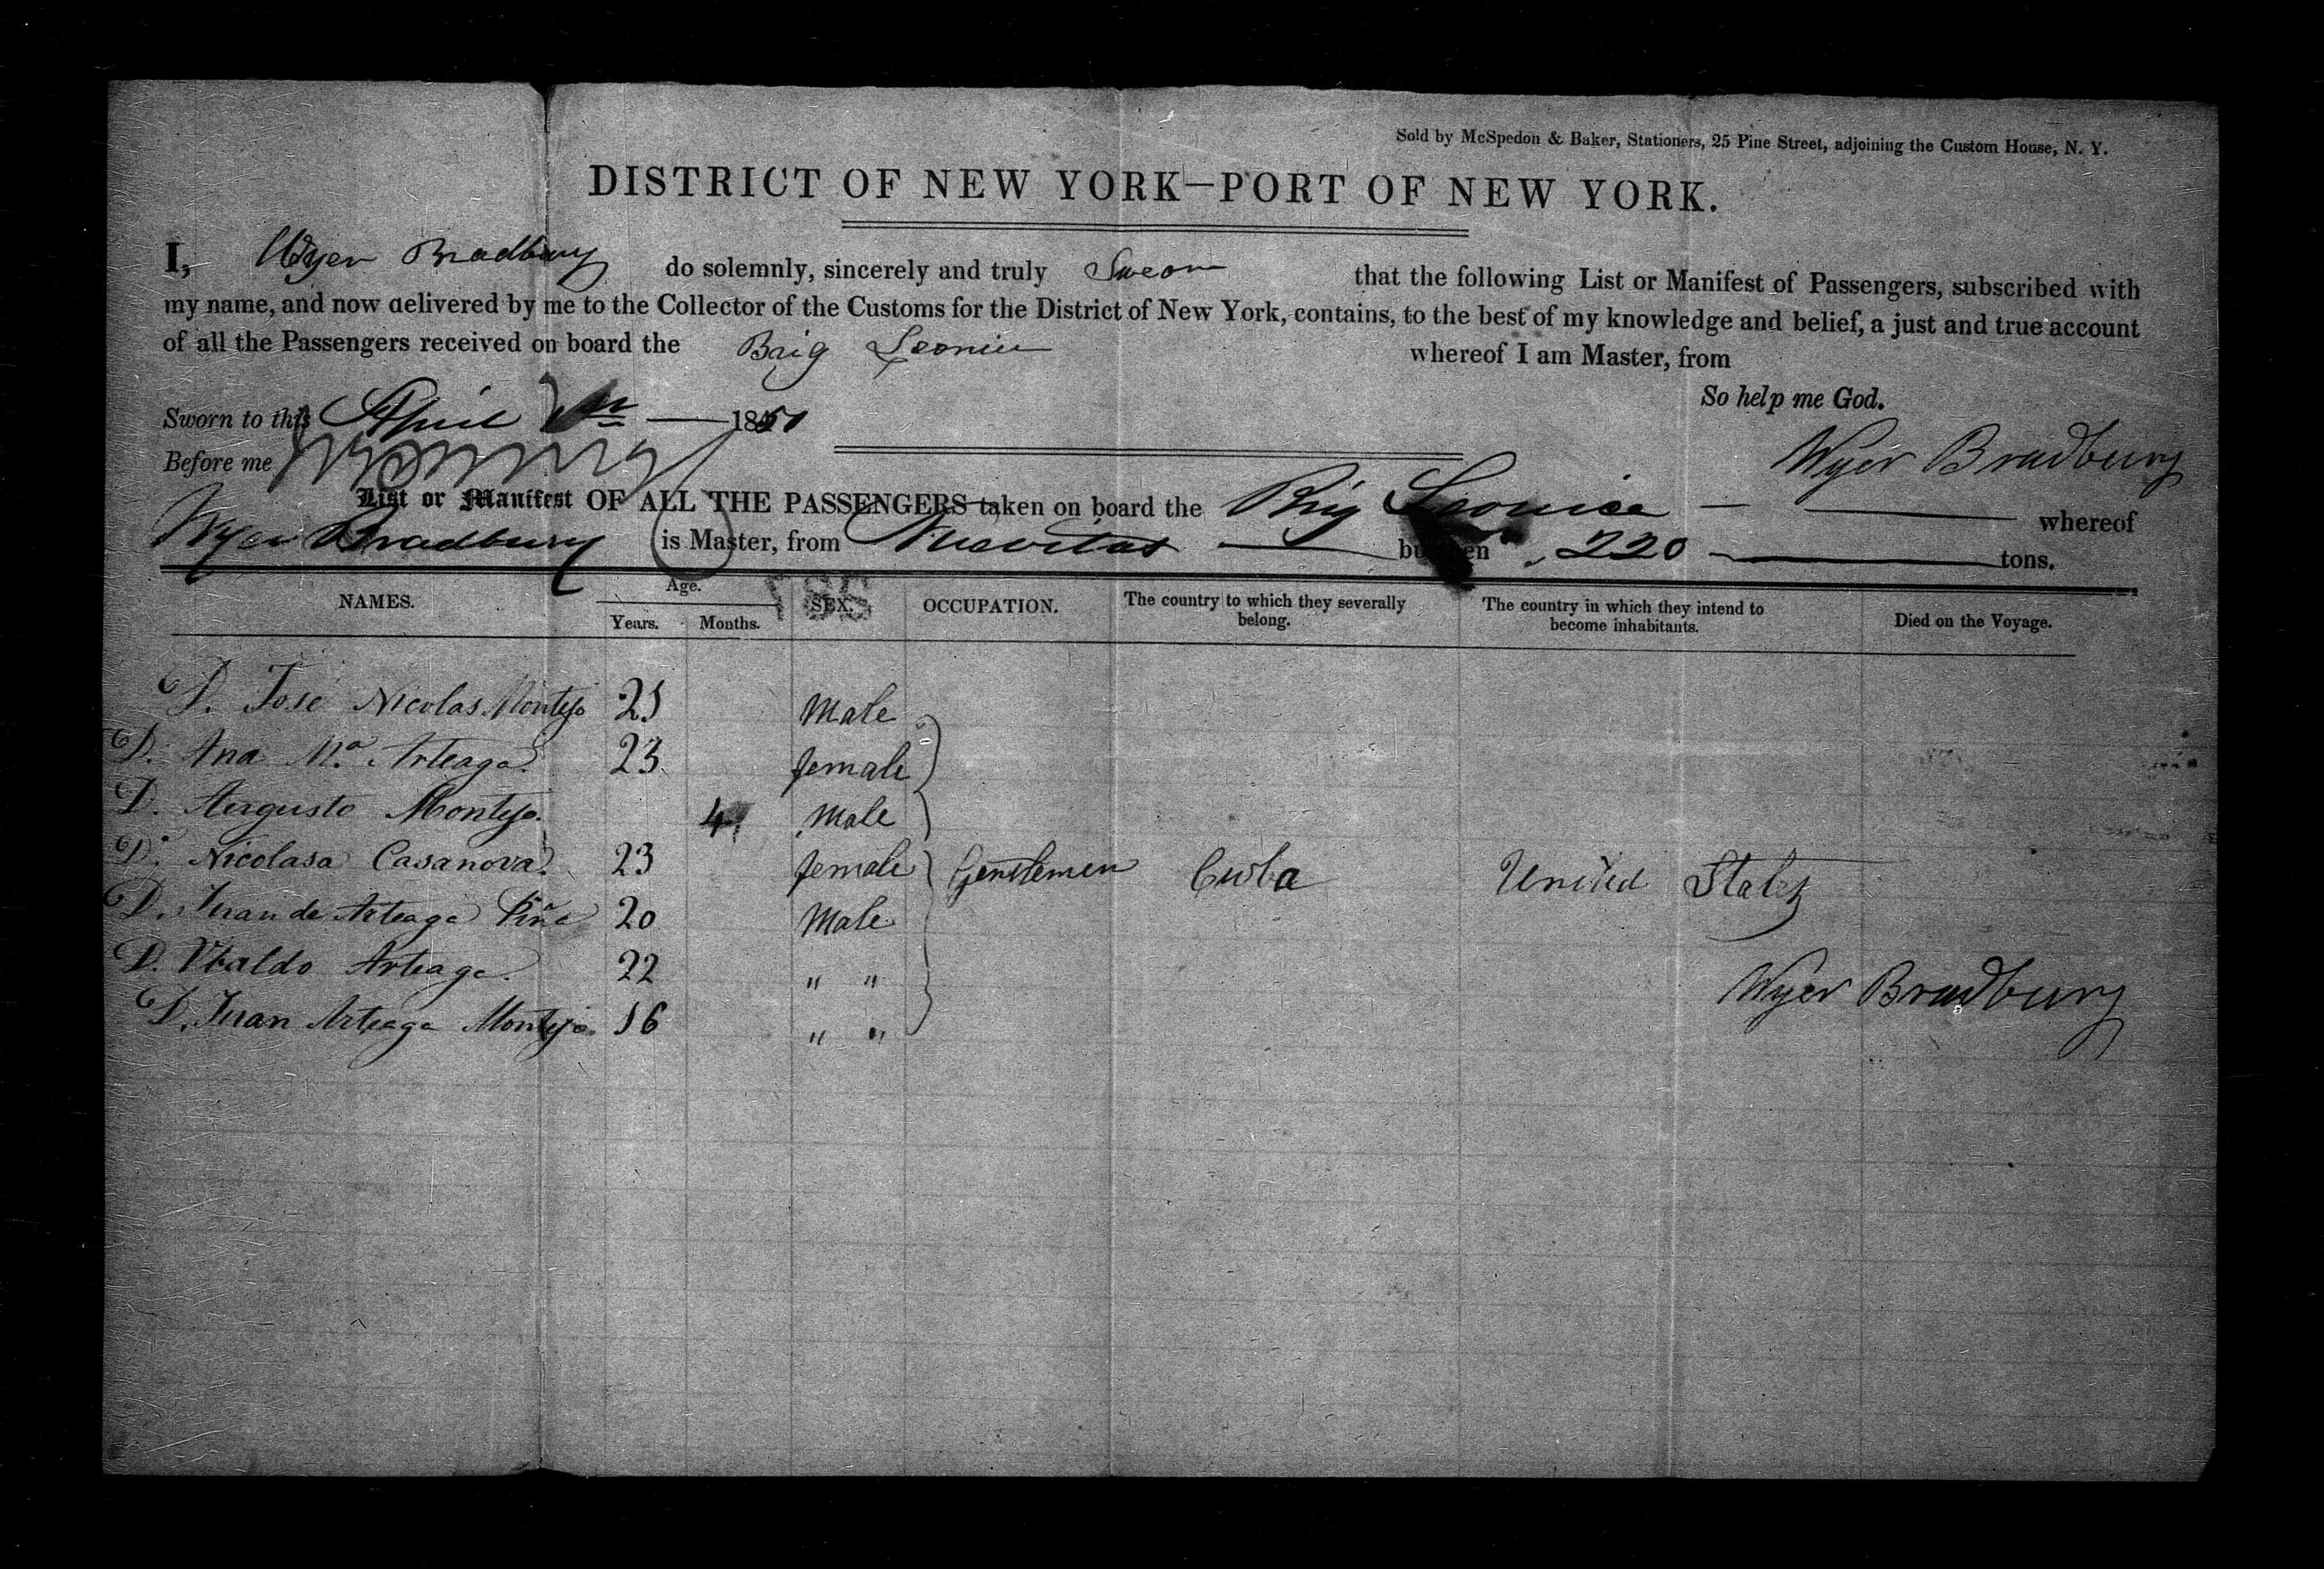 Sold by McSpedon & Baker, Stationers, 25 Pine Street, adjoining the Custom House, N. Y.
DISTRICT OF NEW YORK—PORT OF NEW YORK.
I, Wyer Bradbury do solemnly, sincerely and truly Swear that the following List or Manifest of Passengers, subscribed with
my name, and now delivered by me to the Collector of the Customs for the District of New York, contains, to the best of my knowledge and belief, a just and true account
of all the Passengers received on board the Brig whereof I am Master, from
So help me God.
Sworn to this April 1851
Wyer Bradbury
Before me
List or Manifest OF ALL THE PASSENGERS taken on board the Brig whereof
Wyer Bradbury is Master, from Nuevitas burthen 220 tons.
NAMES. Age. SEX. OCCUPATION. The country to which they severally belong. The country in which they intend to become inhabitants. Died on the Voyage.
Years. Months.
D. José Nicolas Montejo 25 Male
D. Ana Mª Arteaga 23 female
D. Augusto Montejo. 4 Male
D. Nicolasa Casanova 23 female Gentlemen Cuba United States
D. Juan de Arteaga Piña 20 Male
D. Ubaldo Arteaga. 22 " "
Wyer Bradbury
D. Juan Arteaga Montejo. 16 " "